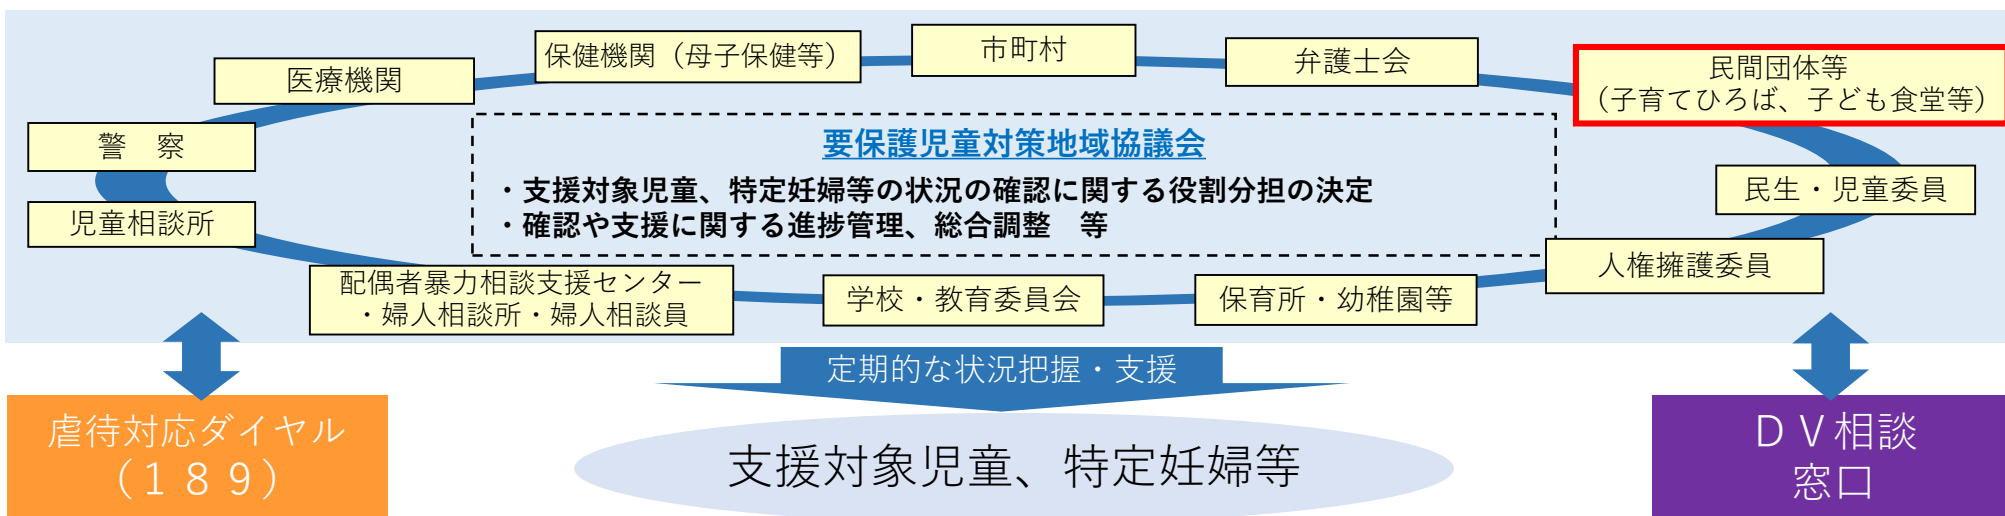 保健機関（母子保健等）
市町村
弁護士会
医療機関
民間団体等
（子育てひろば、子ども食堂等）
警　察
要保護児童対策地域協議会
・支援対象児童、特定妊婦等の状況の確認に関する役割分担の決定
・確認や支援に関する進捗管理、総合調整　等
民生・児童委員
児童相談所
人権擁護委員
配偶者暴力相談支援センター
・婦人相談所・婦人相談員
学校・教育委員会
保育所・幼稚園等
定期的な状況把握・支援
虐待対応ダイヤル
（１８９）
支援対象児童、特定妊婦等
ＤＶ相談
窓口